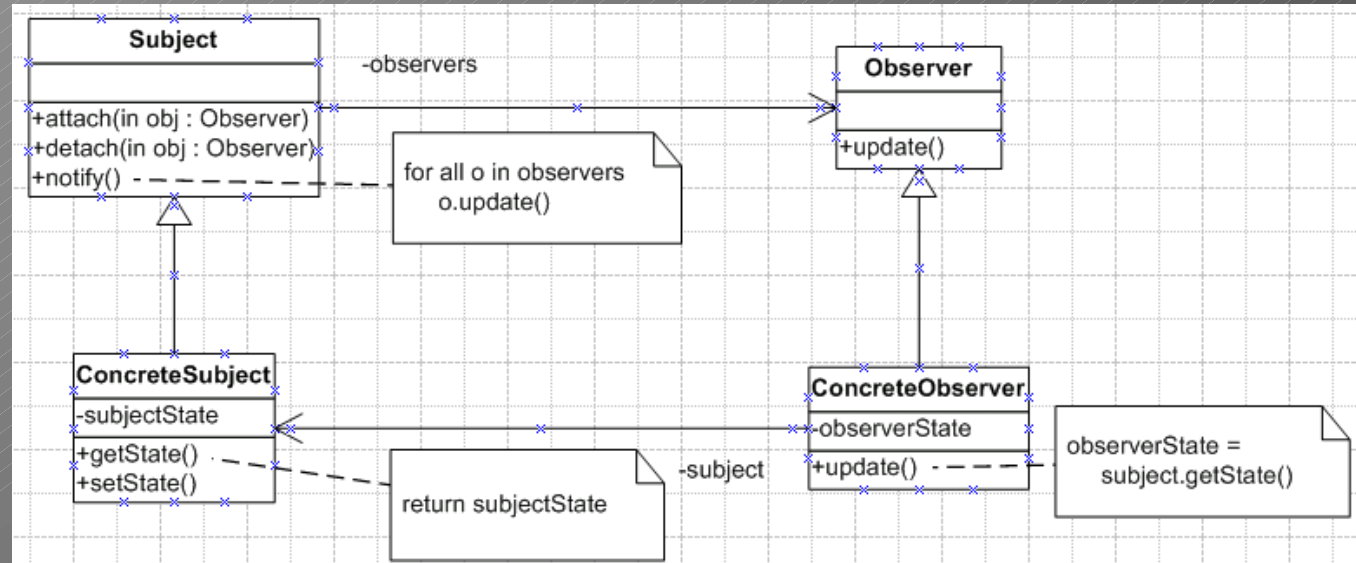 Subject
+attach(in obj : Observer)
+detach(in obj : Observer)
+notify()
-observers
Observer
+update()
for all o in observers
o.update()
ConcreteSubject
-subjectState
+getState()
+setState()
return subjectState
-subject
ConcreteObserver
-observerState
+update()
observerState =
subject.getState()